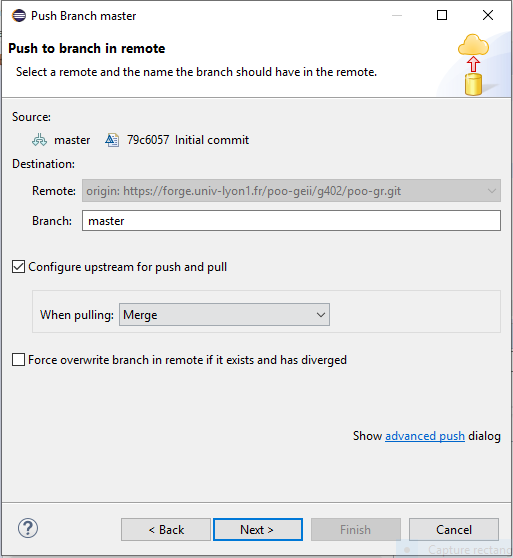 Push Branch master
Push to branch in remote
Select a remote and the name the branch should have in the remote.
Source:
master 79c6057 Initial commit
Destination:
Remote: origin: https://forge.univ-lyon1.fr/poo-geii/g402/poo-gr.git
Branch: master
Configure upstream for push and pull
When pulling: Merge
Force overwrite branch in remote if it exists and has diverged
Show advanced push dialog
? < Back Next > Finish Cancel
Capture rectang